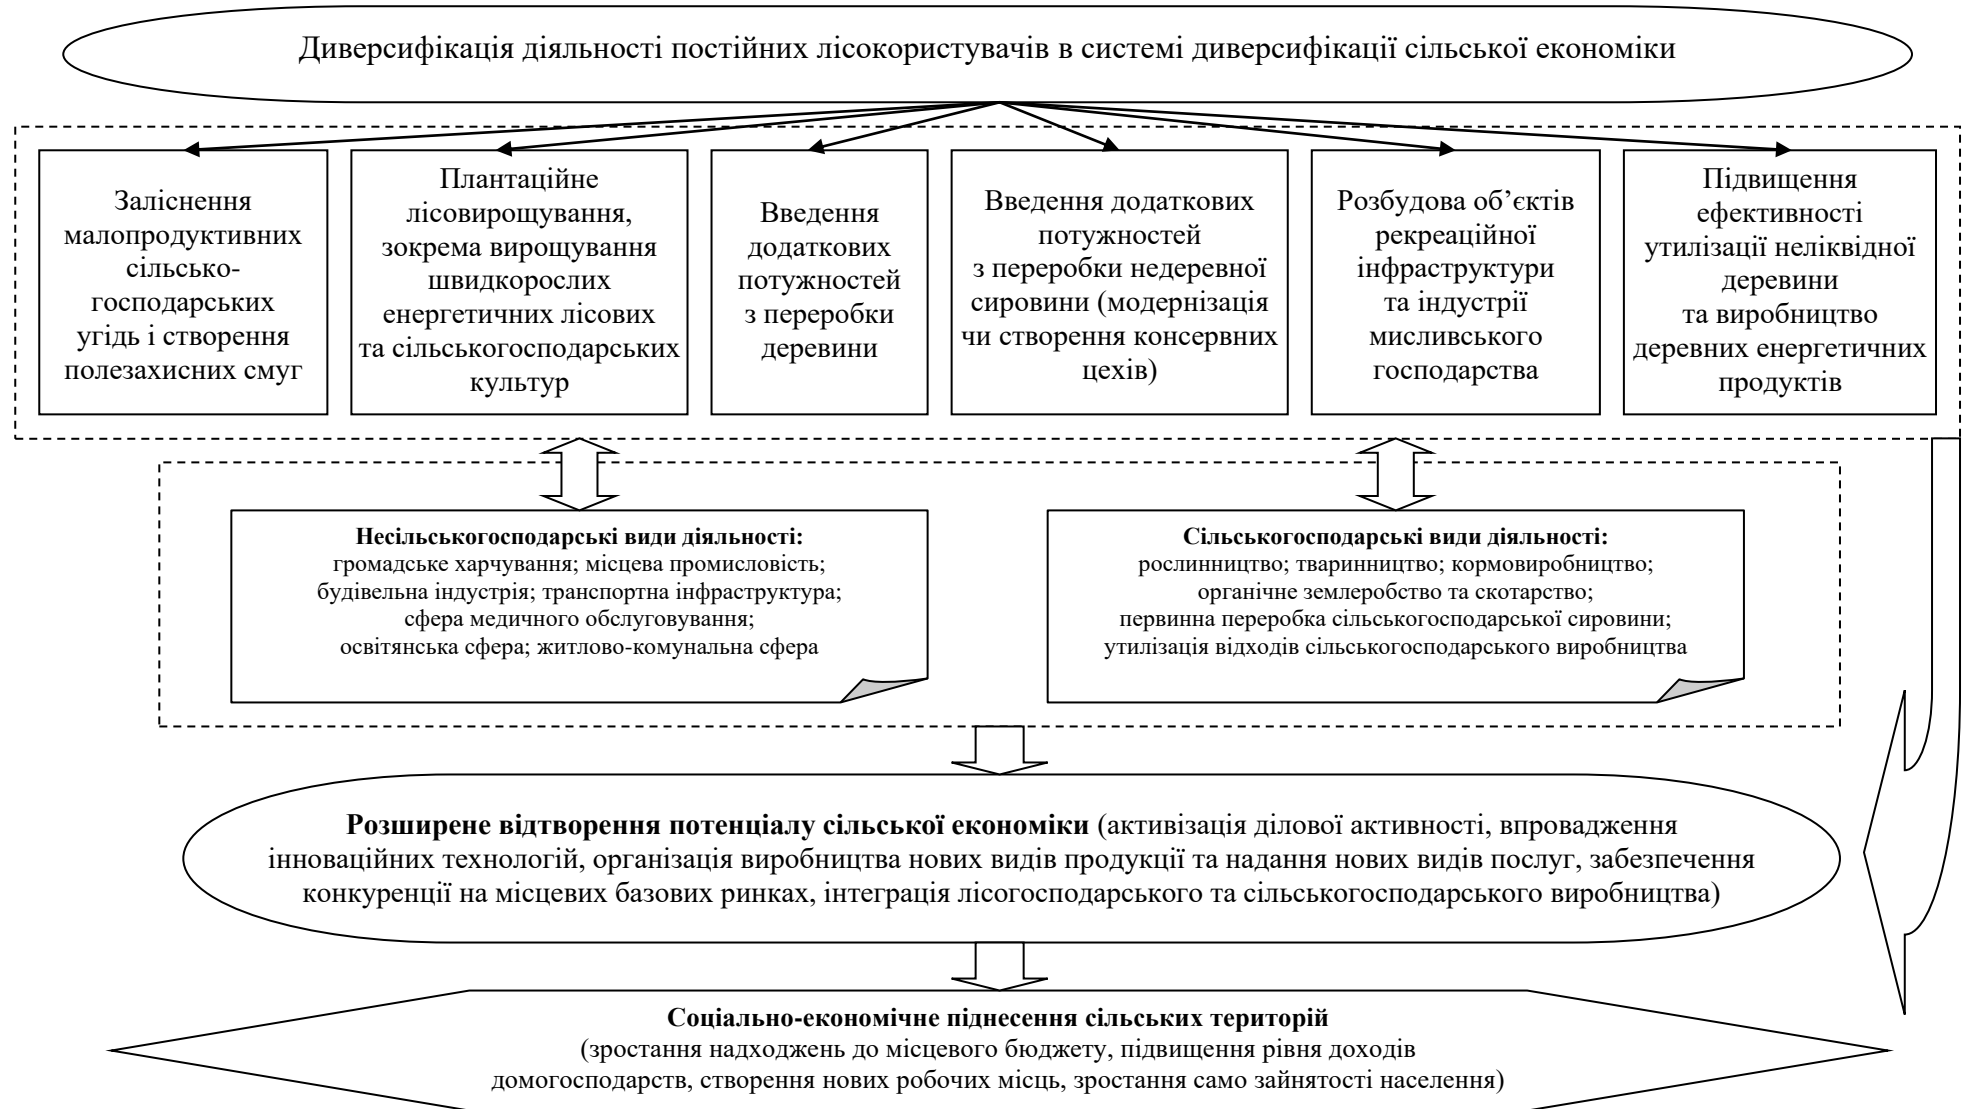 Диверсифікація діяльності постійних лісокористувачів в системі диверсифікації сільської економіки
Заліснення
малопродуктивних
сільсько-
господарських
угідь і створення
полезахисних смуг
Плантаційне
лісовирощування,
зокрема вирощування
швидкорослих
енергетичних лісових
та сільськогосподарських
культур
Введення
додаткових
потужностей
з переробки
деревини
Введення додаткових
потужностей
з переробки недеревної
сировини (модернізація
чи створення консервних
цехів)
Розбудова об’єктів
рекреаційної
інфраструктури
та індустрії
мисливського
господарства
Підвищення
ефективності
утилізації неліквідної
деревини
та виробництво
деревних енергетичних
продуктів
Несільськогосподарські види діяльності:
громадське харчування; місцева промисловість;
будівельна індустрія; транспортна інфраструктура;
сфера медичного обслуговування;
освітянська сфера; житлово-комунальна сфера
Сільськогосподарські види діяльності:
рослинництво; тваринництво; кормовиробництво;
органічне землеробство та скотарство;
первинна переробка сільськогосподарської сировини;
утилізація відходів сільськогосподарського виробництва
Розширене відтворення потенціалу сільської економіки (активізація ділової активності, впровадження
інноваційних технологій, організація виробництва нових видів продукції та надання нових видів послуг, забезпечення
конкуренції на місцевих базових ринках, інтеграція лісогосподарського та сільськогосподарського виробництва)
Соціально-економічне піднесення сільських територій
(зростання надходжень до місцевого бюджету, підвищення рівня доходів
домогосподарств, створення нових робочих місць, зростання само зайнятості населення)